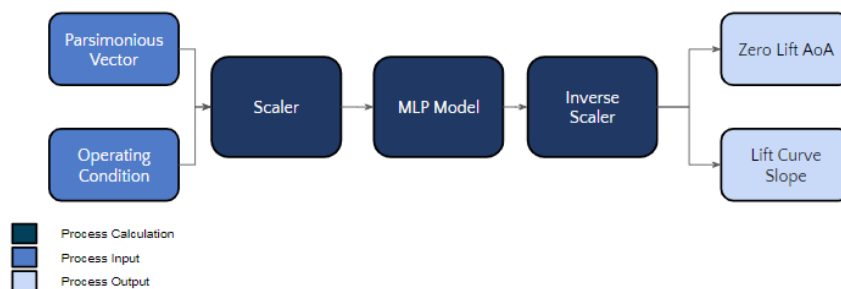 Parsimonious
Vector
Operating
Condition
Scaler
MLP Model
Inverse
Scaler
Zero Lift AoA
Lift Curve
Slope
Process Calculation
Process Input
Process Output